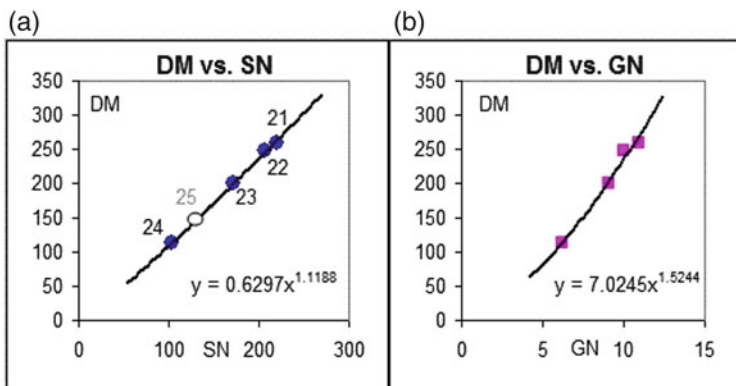 (a)
DM vs. SN
350
300
250
200
150
100
50
0
DM
21
22
23
24
25
y = 0.6297x^1.1188
0 100 SN 200 300
(b)
DM vs. GN
350
300
250
200
150
100
50
0
DM
y = 7.0245x^1.5244
0 5 GN 10 15